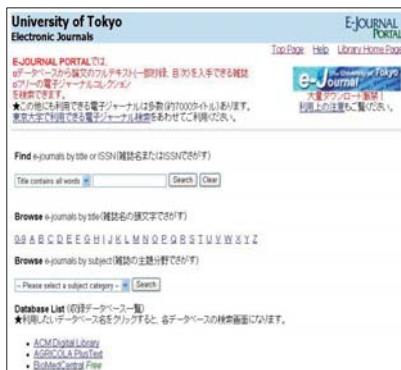 University of Tokyo
Electronic Journals
E-JOURNAL
PORTAL
Top Page Help Library Home Page
E-JOURNAL PORTALでは、
データベースから論文のフルテキスト(一部抄録、目次)を入手できる雑誌
フリーの電子ジャーナルコレクション
を検索できます。
★この他にも利用できる電子ジャーナルは多数(約7000タイトル)あります。
東京大学で利用できる電子ジャーナル検索をあわせてご利用ください。
The University of Tokyo
e-Journal
大量ダウンロード厳禁!
利用上の注意もご覧ください。
Find e-journals by title or ISSN(雑誌名またはISSNでさがす)
Title contains all words Search Clear
Browse e-journals by title(雑誌名の頭文字でさがす)
0-9 A B C D E F G H I J K L M N O P Q R S T U V W X Y Z
Browse e-journals by subject(雑誌の主題分野でさがす)
-- Please select a subject category -- Search
Database List (収録データベース一覧)
★利用したいデータベース名をクリックすると、各データベースの検索画面になります。
• ACM Digital Library
• AGRICOLA PlusText
• BioMedCentral Free